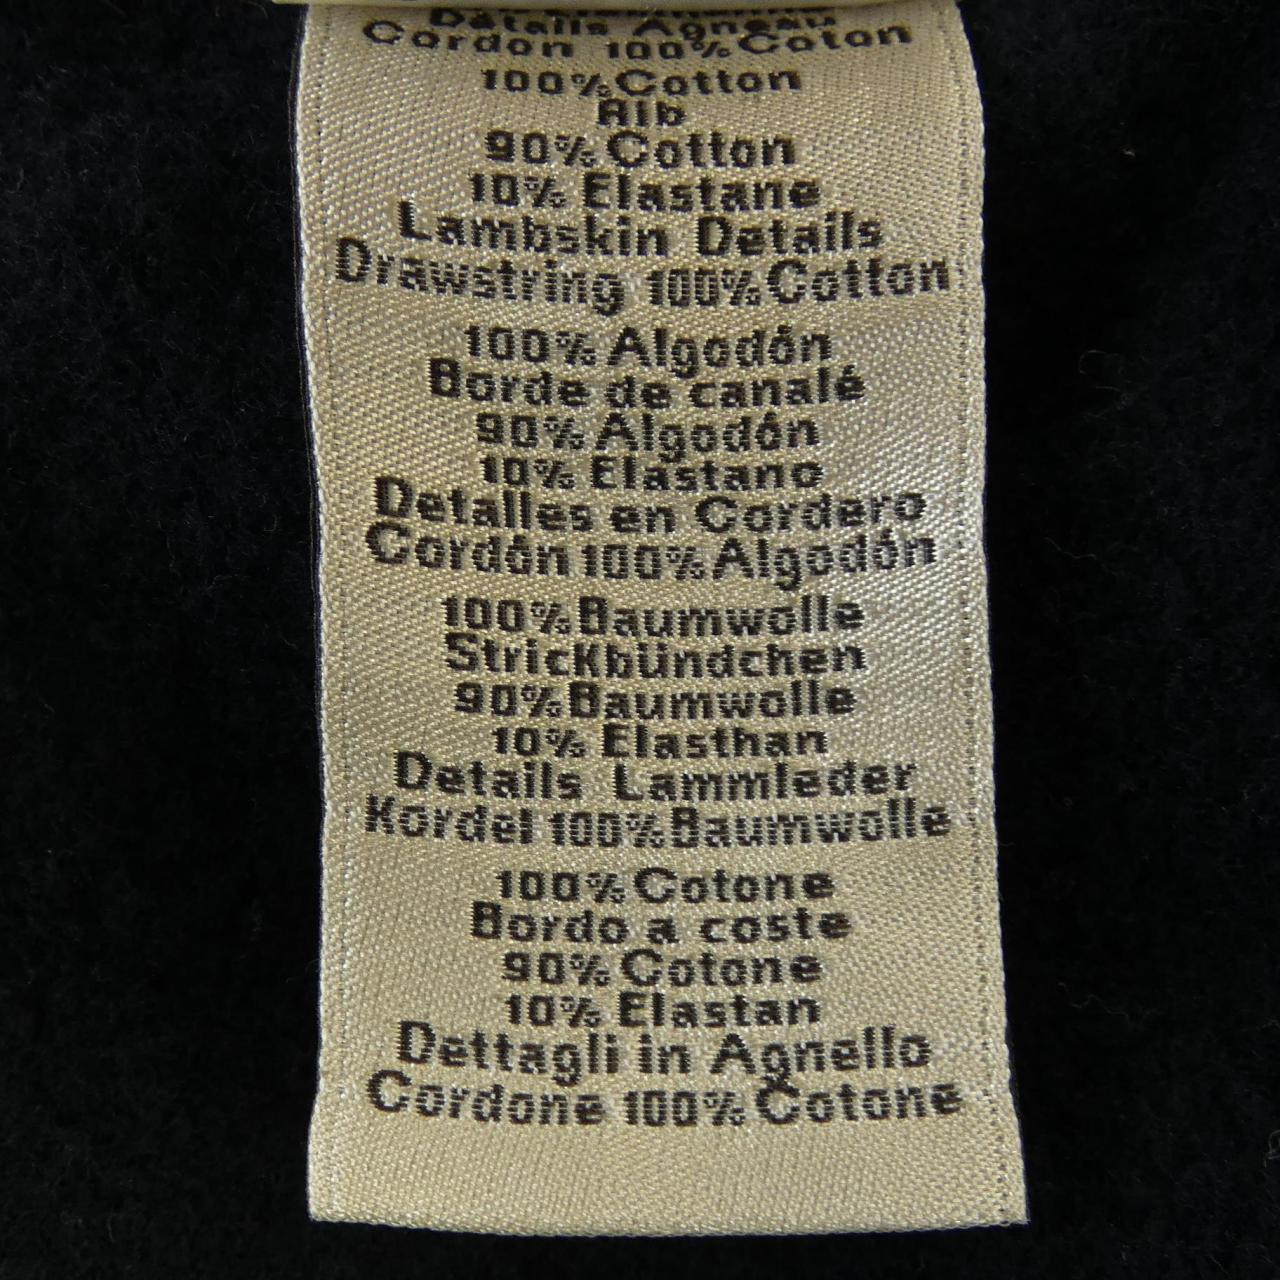 Détails Agneau
Cordon 100% Coton
100% Cotton
Rib
90% Cotton
10% Elastane
Lambskin Details
Drawstring 100% Cotton
100% Algodón
Borde de canalé
90% Algodón
10% Elastano
Detalles en Cordero
Cordón 100% Algodón
100% Baumwolle
Strickbündchen
90% Baumwolle
10% Elasthan
Details Lammleder
Kordel 100% Baumwolle
100% Cotone
Bordo a coste
90% Cotone
10% Elastan
Dettagli in Agnello
Cordone 100% Cotone